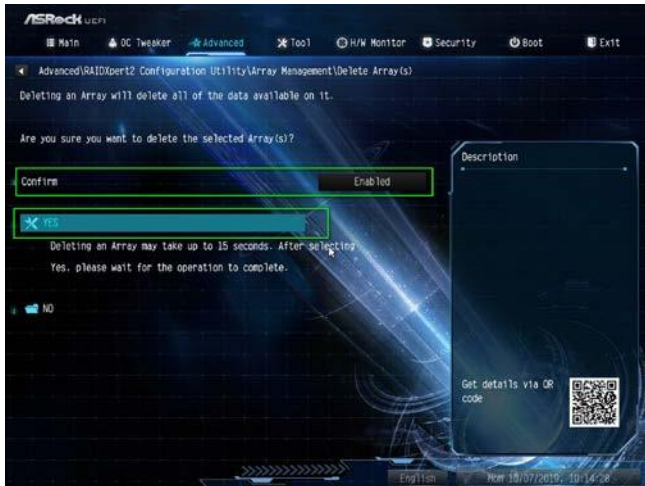 ASRock UEFI
Main OC Tweaker Advanced Tool H/W Monitor Security Boot Exit
Advanced\RAIDXpert2 Configuration Utility\Array Management\Delete Array(s)
Deleting an Array will delete all of the data available on it.
Are you sure you want to delete the selected Array(s)?
Confirm Enabled
YES
Deleting an Array may take up to 15 seconds. After selecting
Yes, please wait for the operation to complete.
NO
Description
Get details via QR
code
English Mon 10/07/2019, 10:14:28